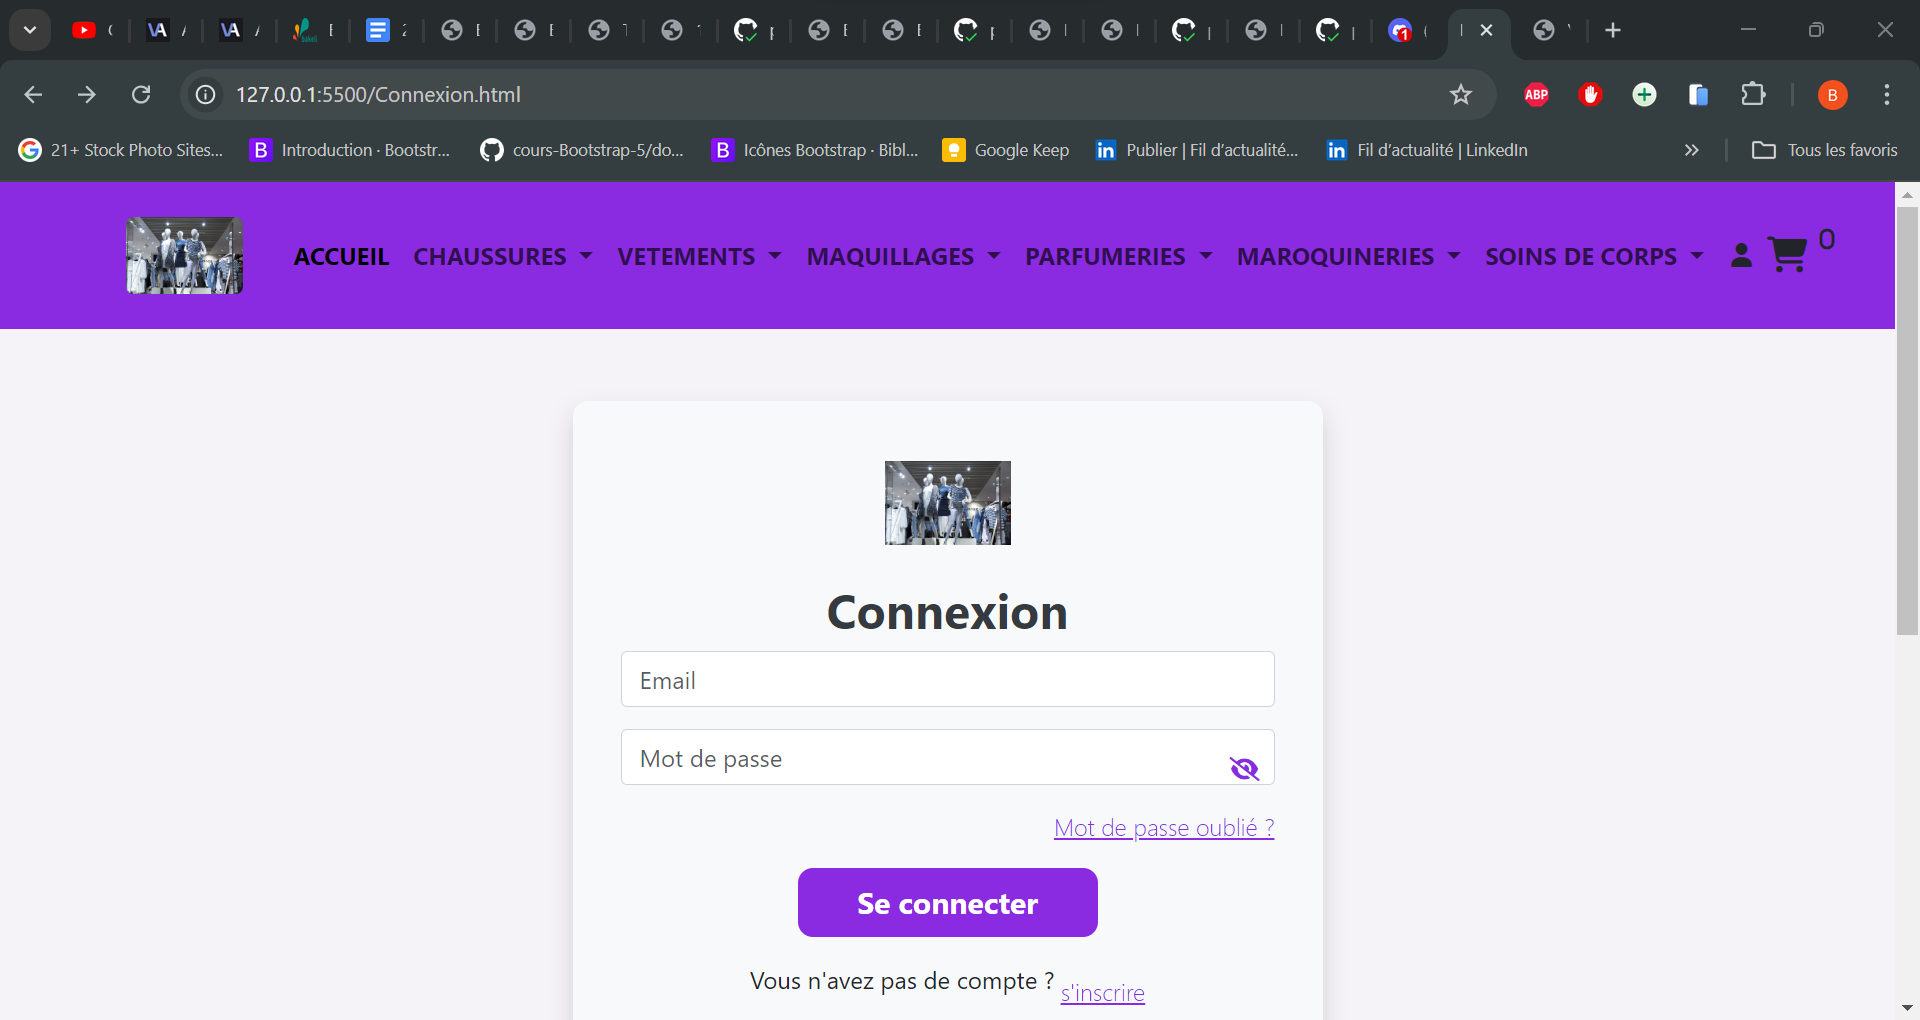 127.0.0.1:5500/Connexion.html
ABP
B
21+ Stock Photo Sites...
Introduction · Bootstr...
cours-Bootstrap-5/do...
Icônes Bootstrap · Bibl...
Google Keep
Publier | Fil d’actualité...
Fil d’actualité | LinkedIn
Tous les favoris
ACCUEIL CHAUSSURES VETEMENTS MAQUILLAGES PARFUMERIES MAROQUINERIES SOINS DE CORPS 0
Connexion
Email
Mot de passe
Mot de passe oublié ?
Se connecter
Vous n'avez pas de compte ? s'inscrire